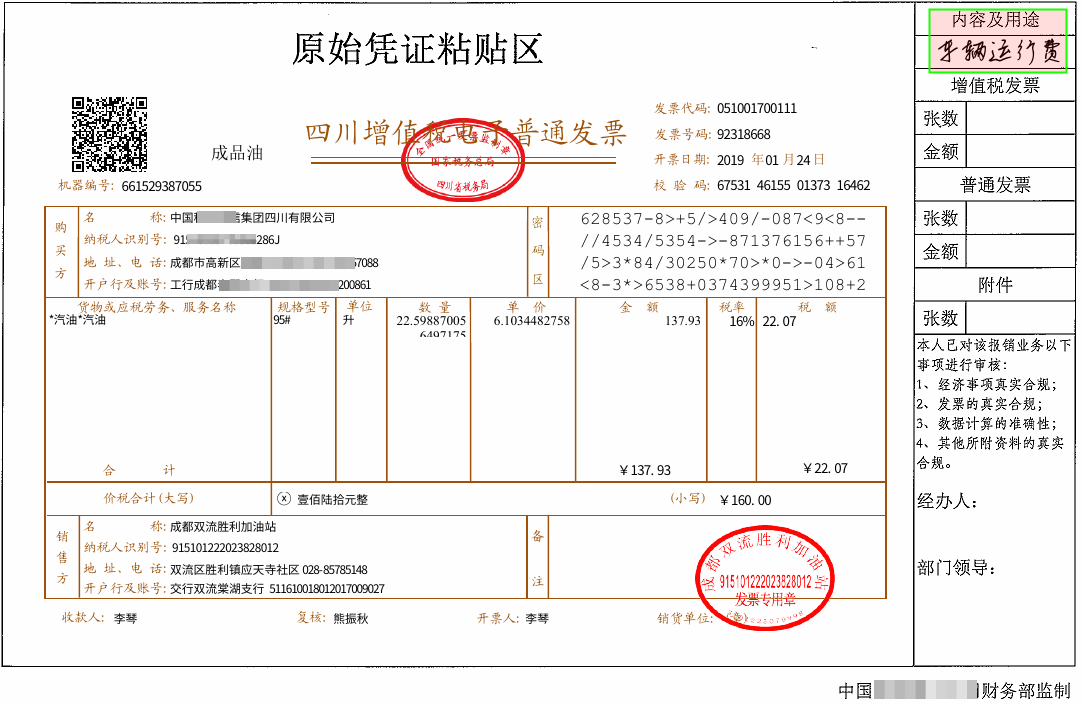 原始凭证粘贴区
成品油
四川增值税电子普通发票
全国统一发票监制章
国家税务总局
四川省税务局
发票代码: 051001700111
发票号码: 92318668
开票日期: 2019 年01 月24日
校 验 码: 67531 46155 01373 16462
机器编号: 661529387055
购买方
名 称: 中国 集团四川有限公司
纳税人识别号: 91 286J
地 址、电 话: 成都市高新区 7088
开户行及账号: 工行成都 200861
密码区
628537-8>+5/>409/-087<9<8--
//4534/5354->-871376156++57
/5>3*84/30250*70>*0->-04>61
<8-3*>6538+0374399951>108+2
货物或应税劳务、服务名称 规格型号 单位 数 量 单 价 金 额 税率 税 额
*汽油*汽油 95# 升 22.59887005 6.1034482758 137.93 16% 22.07
6497175
合 计 ￥137.93 ￥22.07
价税合计(大写) ⓧ 壹佰陆拾元整 (小写) ￥160.00
销售方
名 称: 成都双流胜利加油站
纳税人识别号: 915101222023828012
地 址、电 话: 双流区胜利镇应天寺社区 028-85785148
开户行及账号: 交行双流棠湖支行 511610018012017009027
备注
成都双流胜利加油站
915101222023828012
发票专用章
收款人: 李琴 复核: 熊振秋 开票人: 李琴 销货单位: (章)
内容及用途
车辆运行费
增值税发票
张数
金额
普通发票
张数
金额
附件
张数
本人已对该报销业务以下
事项进行审核:
1、经济事项真实合规;
2、发票的真实合规;
3、数据计算的准确性;
4、其他所附资料的真实
合规。
经办人:
部门领导:
中国 财务部监制